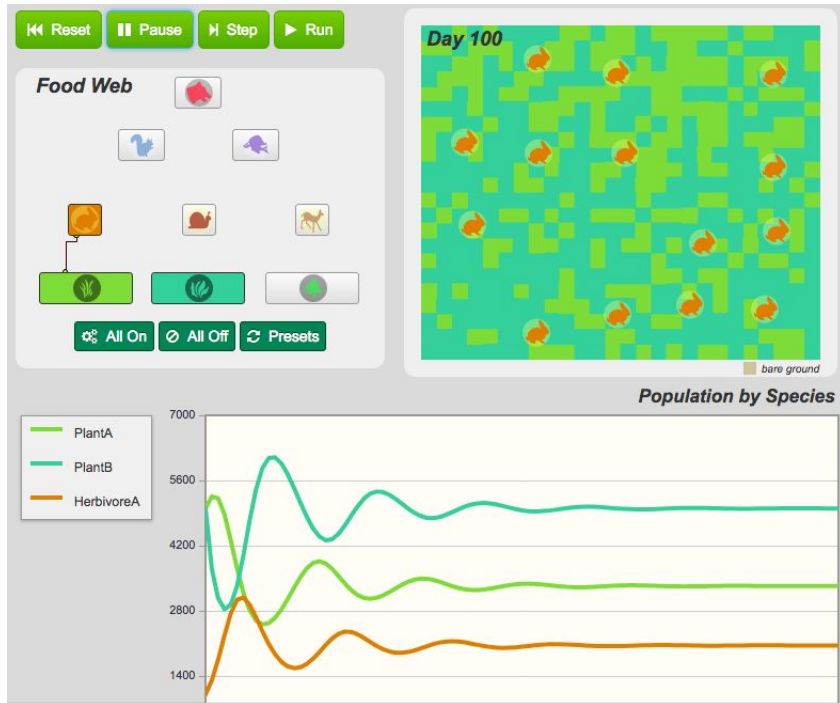 Reset Pause Step Run
Food Web
All On All Off Presets
Day 100
bare ground
Population by Species
PlantA
PlantB
HerbivoreA
7000
5600
4200
2800
1400